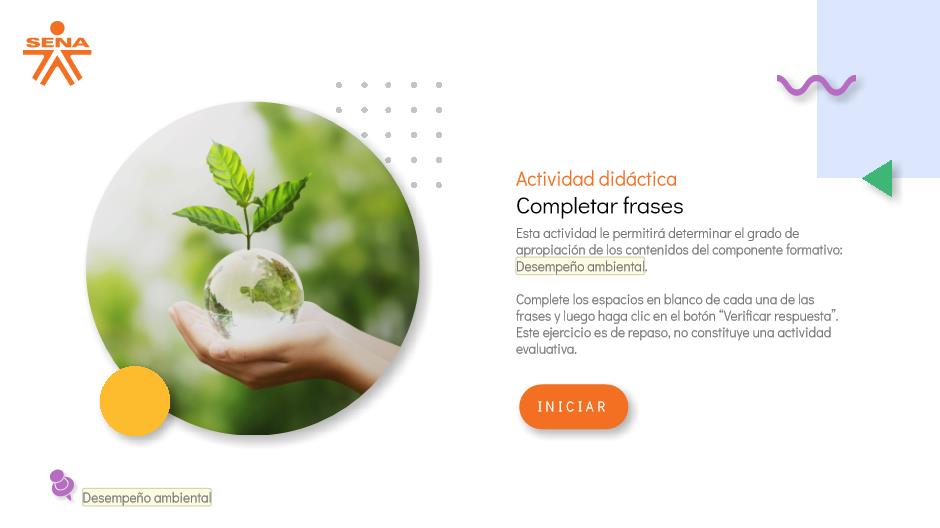 SENA
Actividad didáctica
Completar frases
Esta actividad le permitirá determinar el grado de
apropiación de los contenidos del componente formativo:
Desempeño ambiental.
Complete los espacios en blanco de cada una de las
frases y luego haga clic en el botón “Verificar respuesta”.
Este ejercicio es de repaso, no constituye una actividad
evaluativa.
INICIAR
Desempeño ambiental